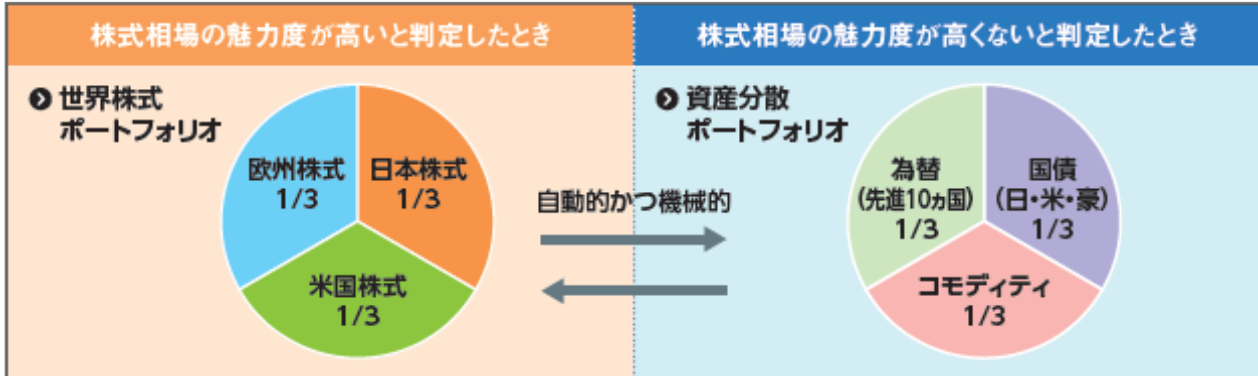 株式相場の魅力度が高いと判定したとき
❯ 世界株式
ポートフォリオ
欧州株式
1/3
日本株式
1/3
米国株式
1/3
自動的かつ機械的
株式相場の魅力度が高くないと判定したとき
❯ 資産分散
ポートフォリオ
為替
(先進10ヵ国)
1/3
国債
(日・米・豪)
1/3
コモディティ
1/3